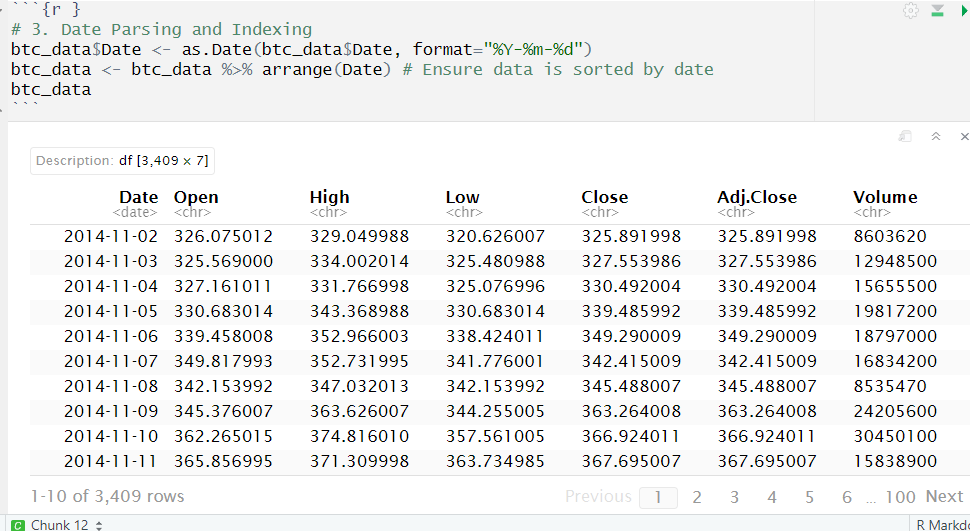 ```{r }
# 3. Date Parsing and Indexing
btc_data$Date <- as.Date(btc_data$Date, format="%Y-%m-%d")
btc_data <- btc_data %>% arrange(Date) # Ensure data is sorted by date
btc_data
```
Description: df [3,409 × 7]
Date Open High Low Close Adj.Close Volume
<date> <chr> <chr> <chr> <chr> <chr> <chr>
2014-11-02 326.075012 329.049988 320.626007 325.891998 325.891998 8603620
2014-11-03 325.569000 334.002014 325.480988 327.553986 327.553986 12948500
2014-11-04 327.161011 331.766998 325.076996 330.492004 330.492004 15655500
2014-11-05 330.683014 343.368988 330.683014 339.485992 339.485992 19817200
2014-11-06 339.458008 352.966003 338.424011 349.290009 349.290009 18797000
2014-11-07 349.817993 352.731995 341.776001 342.415009 342.415009 16834200
2014-11-08 342.153992 347.032013 342.153992 345.488007 345.488007 8535470
2014-11-09 345.376007 363.626007 344.255005 363.264008 363.264008 24205600
2014-11-10 362.265015 374.816010 357.561005 366.924011 366.924011 30450100
2014-11-11 365.856995 371.309998 363.734985 367.695007 367.695007 15838900
1-10 of 3,409 rows Previous 1 2 3 4 5 6 ... 100 Next
C Chunk 12 R Markdo